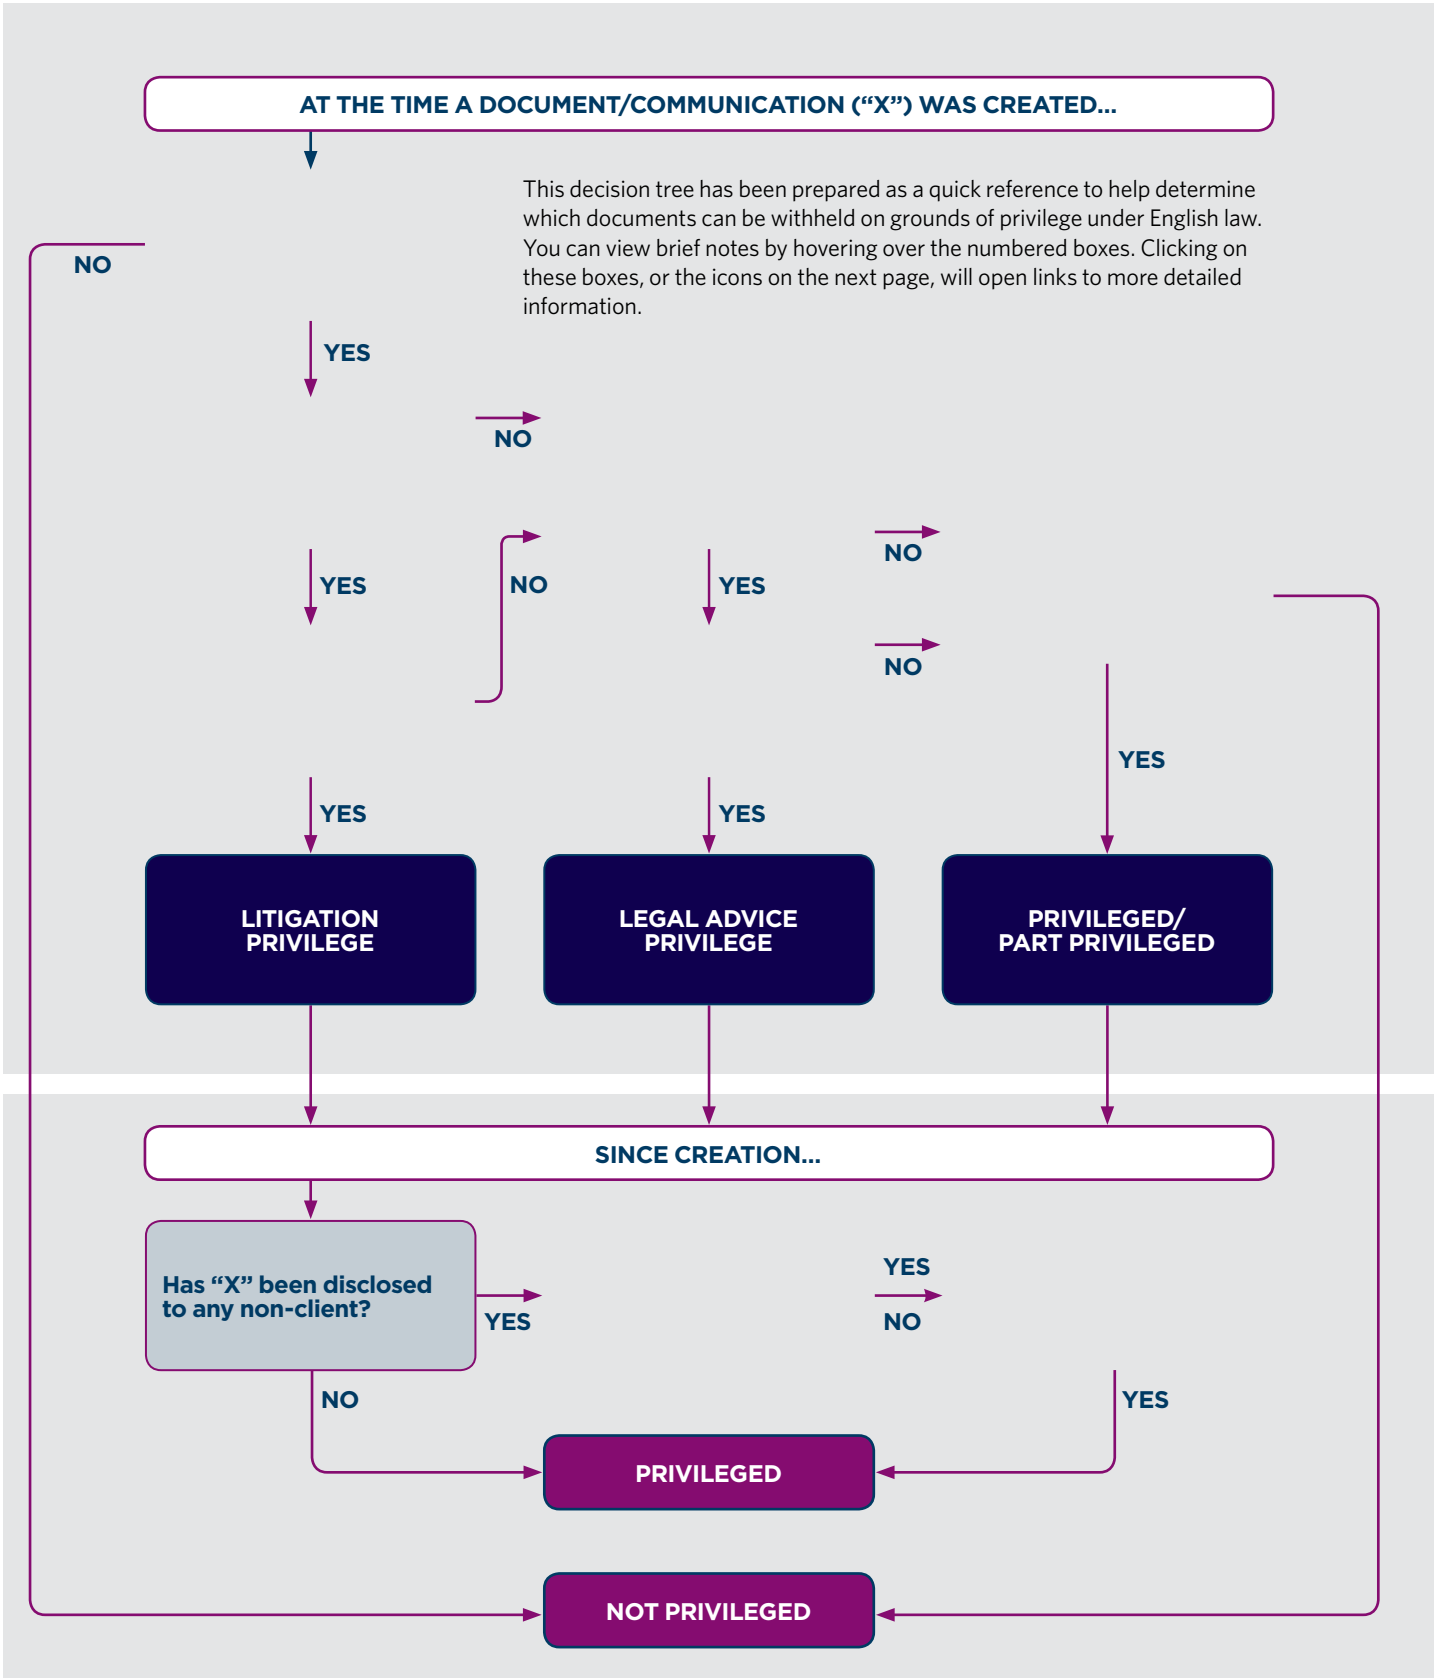 AT THE TIME A DOCUMENT/COMMUNICATION (“X”) WAS CREATED...
This decision tree has been prepared as a quick reference to help determine
which documents can be withheld on grounds of privilege under English law.
You can view brief notes by hovering over the numbered boxes. Clicking on
these boxes, or the icons on the next page, will open links to more detailed
information.
NO
YES
NO
NO
YES
NO
YES
NO
YES
YES
YES
LITIGATION
PRIVILEGE
LEGAL ADVICE
PRIVILEGE
PRIVILEGED/
PART PRIVILEGED
SINCE CREATION...
Has “X” been disclosed
to any non-client?
YES
YES
NO
NO
YES
PRIVILEGED
NOT PRIVILEGED